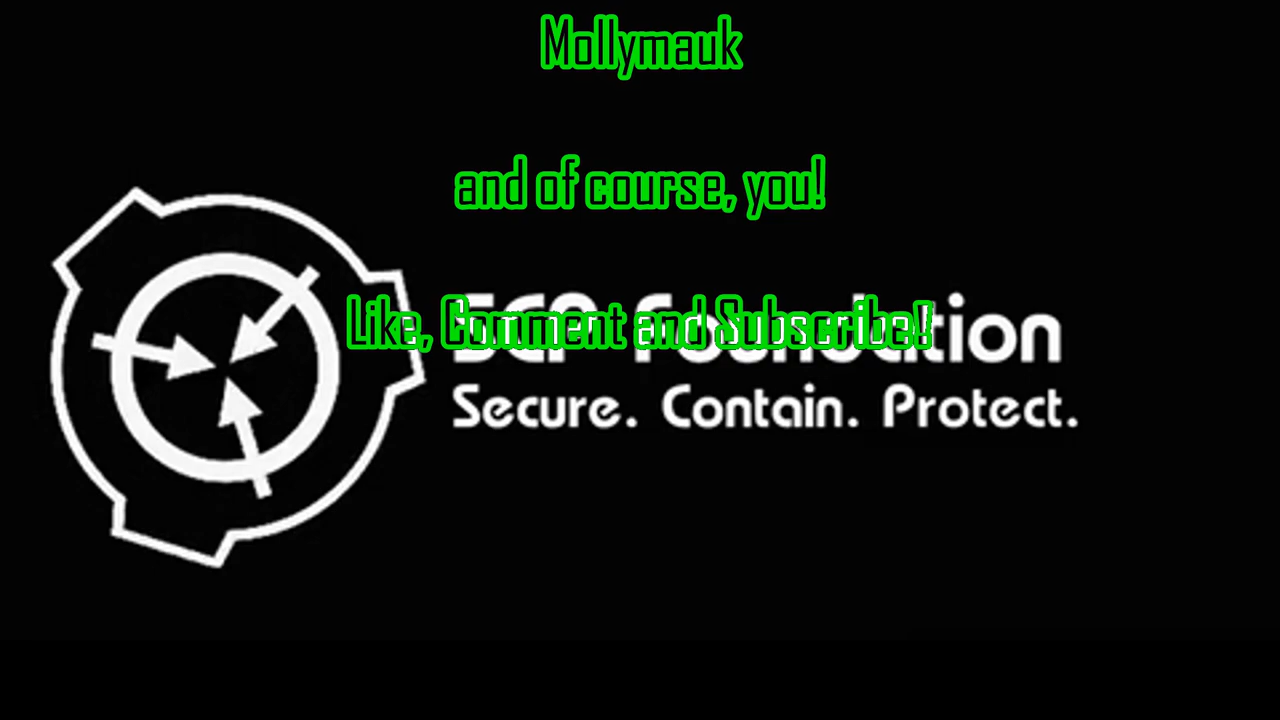 Mollymauk
and of course, you!
Like, Comment and Subscribe!!
SCP Foundation
Secure. Contain. Protect.